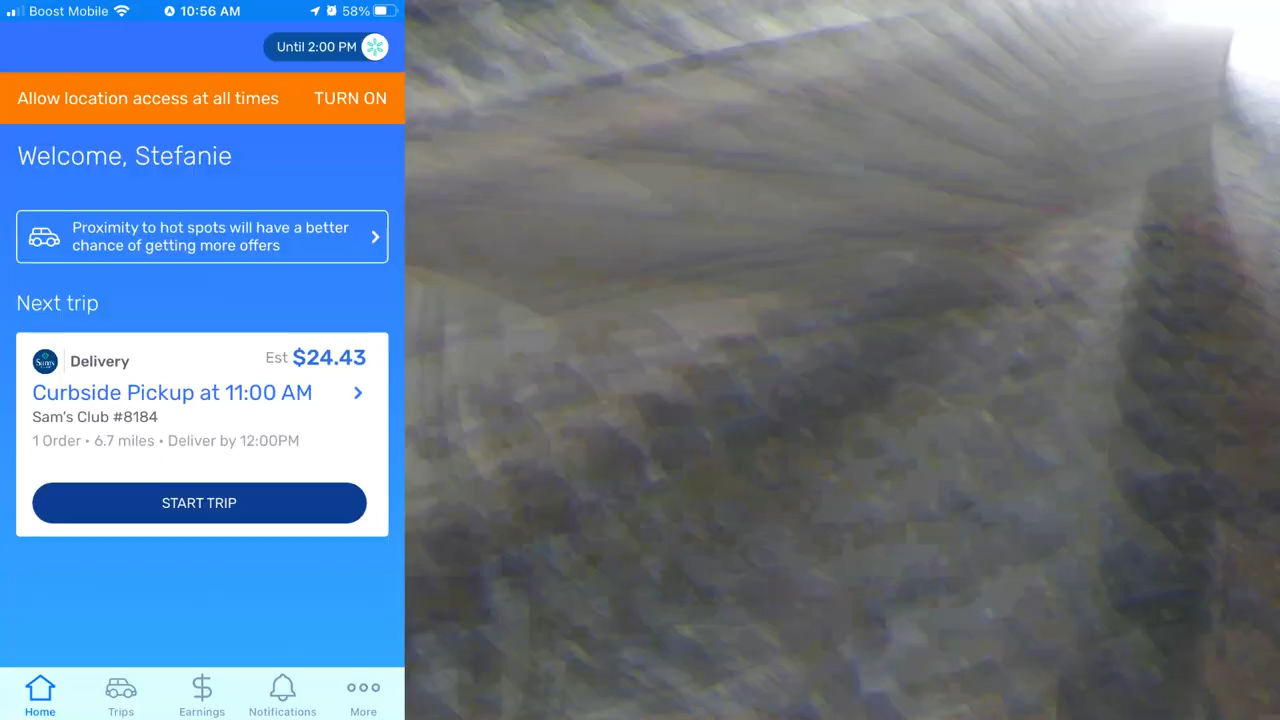 Boost Mobile 10:56 AM 58%
Until 2:00 PM
Allow location access at all times TURN ON
Welcome, Stefanie
Proximity to hot spots will have a better
chance of getting more offers
Next trip
Delivery Est $24.43
Curbside Pickup at 11:00 AM
Sam's Club #8184
1 Order • 6.7 miles • Deliver by 12:00PM
START TRIP
Home Trips Earnings Notifications More